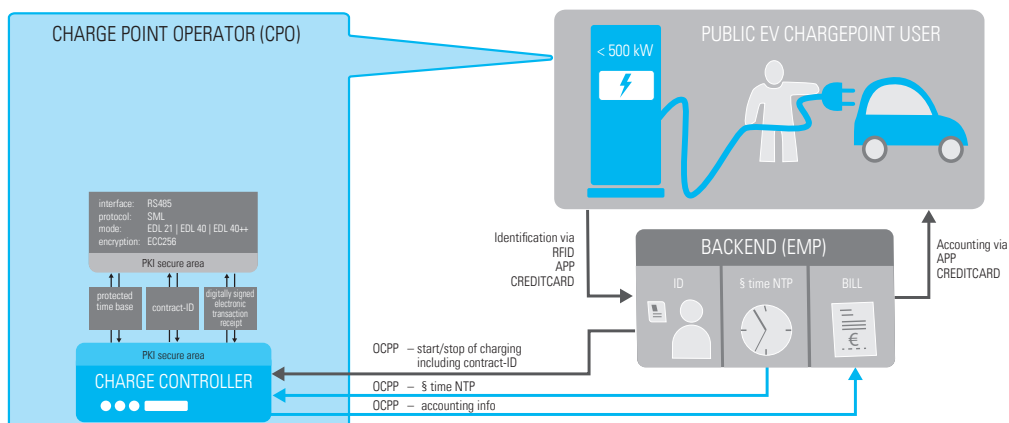 CHARGE POINT OPERATOR (CPO)
< 500 kW
PUBLIC EV CHARGEPOINT USER
interface: RS485
protocol: SML
mode: EDL 21 | EDL 40 | EDL 40++
encryption: ECC256
PKI secure area
protected
time base
contract-ID
digitally signed
electronic
transaction
receipt
PKI secure area
CHARGE CONTROLLER
Identification via
RFID
APP
CREDITCARD
BACKEND (EMP)
ID
§ time NTP
BILL
€
Accounting via
APP
CREDITCARD
OCPP – start/stop of charging
including contract-ID
OCPP – § time NTP
OCPP – accounting info